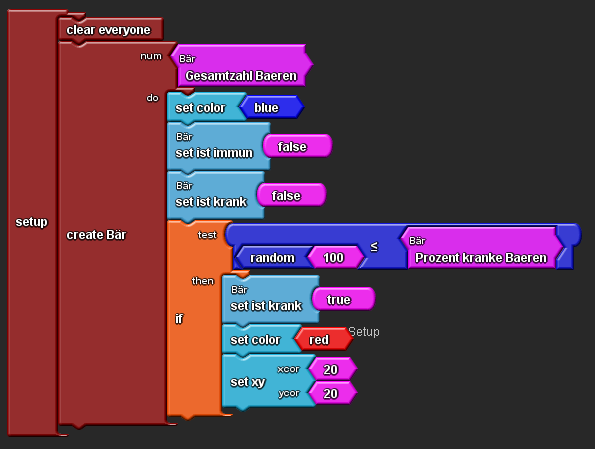 clear everyone
num
Bär
Gesamtzahl Baeren
do
set color
blue
Bär
set ist immun
false
Bär
set ist krank
false
setup
create Bär
test
random
100
≤
Bär
Prozent kranke Baeren
then
Bär
set ist krank
true
if
set color
red
Setup
set xy
xcor
20
ycor
20